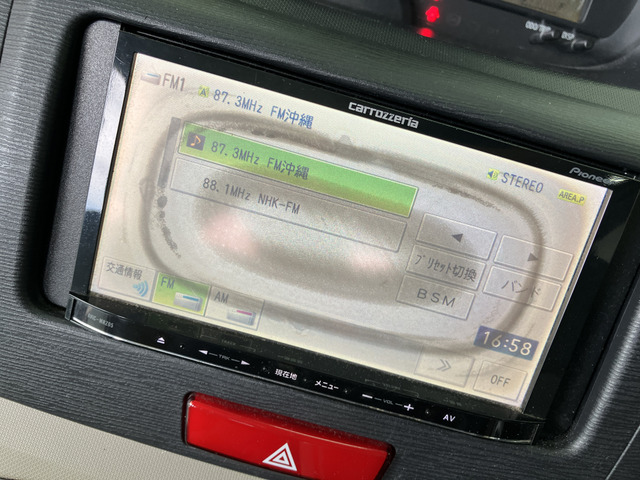 DISP
FM1
A 87.3MHz FM沖縄
carrozzeria
Pioneer
87.3MHz FM沖縄
STEREO
AREA.P
88.1MHz NHK-FM
プリセット切換
バンド
BSM
交通情報
FM
AM
16:58
OFF
現在地
メニュー
- VOL +
AV